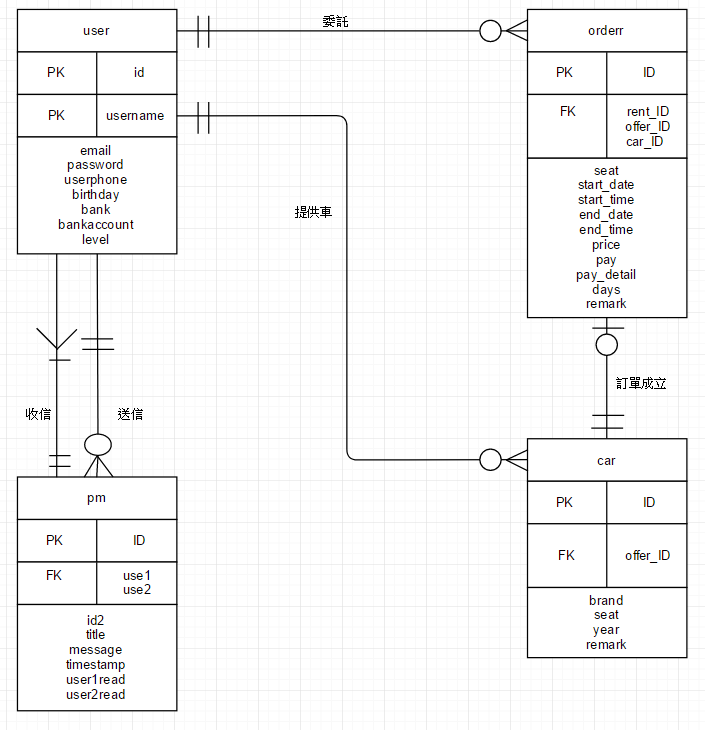 user
PK id
PK username
email
password
userphone
birthday
bank
bankaccount
level
委託
orderr
PK ID
FK rent_ID
offer_ID
car_ID
seat
start_date
start_time
end_date
end_time
price
pay
pay_detail
days
remark
提供車
收信
送信
訂單成立
pm
PK ID
FK use1
use2
id2
title
message
timestamp
user1read
user2read
car
PK ID
FK offer_ID
brand
seat
year
remark